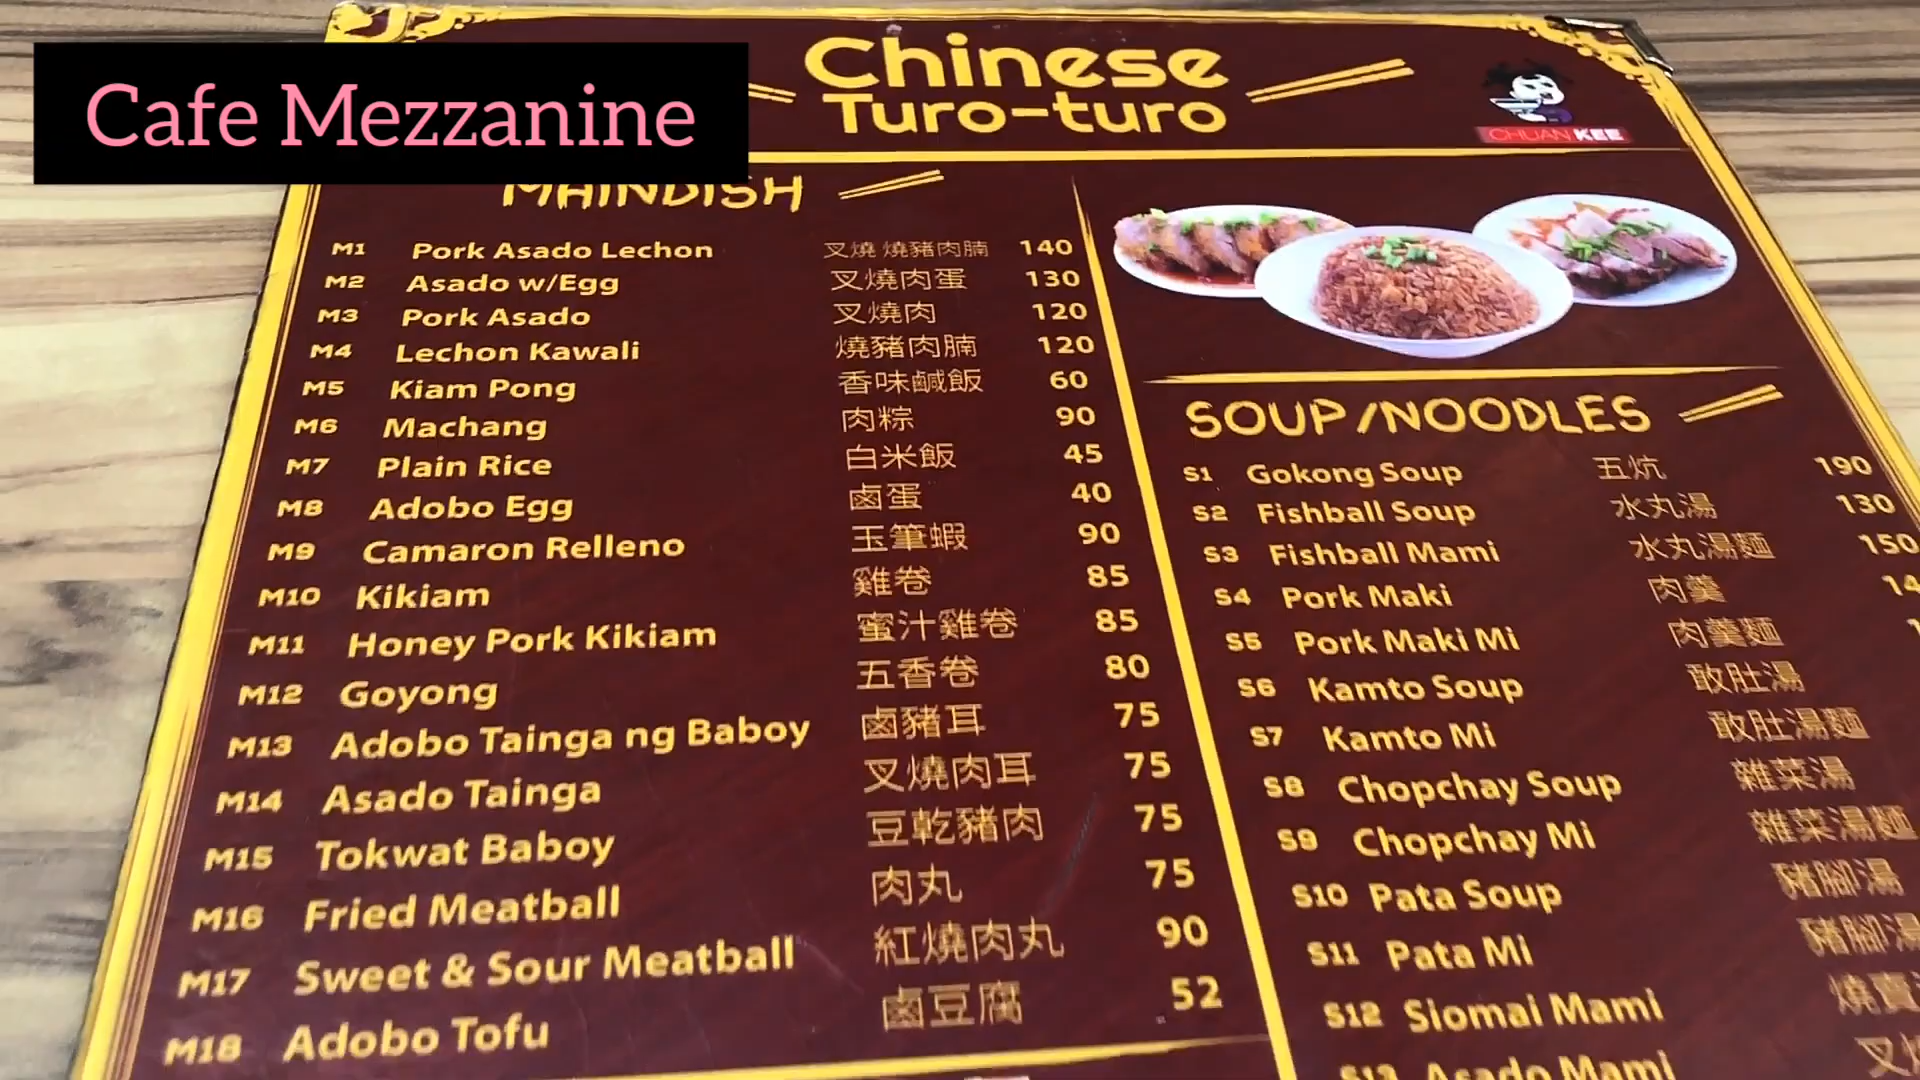 Cafe Mezzanine
Chinese
Turo-turo
CHUAN KEE
MAINDISH
M1 Pork Asado Lechon 叉燒 燒豬肉腩 140
M2 Asado w/Egg 叉燒肉蛋 130
M3 Pork Asado 叉燒肉 120
M4 Lechon Kawali 燒豬肉腩 120
M5 Kiam Pong 香味鹹飯 60
M6 Machang 肉粽 90
M7 Plain Rice 白米飯 45
M8 Adobo Egg 鹵蛋 40
M9 Camaron Relleno 玉筆蝦 90
M10 Kikiam 雞卷 85
M11 Honey Pork Kikiam 蜜汁雞卷 85
M12 Goyong 五香卷 80
M13 Adobo Tainga ng Baboy 鹵豬耳 75
M14 Asado Tainga 叉燒肉耳 75
M15 Tokwat Baboy 豆乾豬肉 75
M16 Fried Meatball 肉丸 75
M17 Sweet & Sour Meatball 紅燒肉丸 90
M18 Adobo Tofu 鹵豆腐 52
SOUP/NOODLES
S1 Gokong Soup 五炕 190
S2 Fishball Soup 水丸湯 130
S3 Fishball Mami 水丸湯麵 150
S4 Pork Maki 肉羹
S5 Pork Maki Mi 肉羹麵
S6 Kamto Soup 敢肚湯
S7 Kamto Mi 敢肚湯麵
S8 Chopchay Soup 雜菜湯
S9 Chopchay Mi 雜菜湯麵
S10 Pata Soup 豬腳湯
S11 Pata Mi 豬腳湯
S12 Siomai Mami 燒賣
S13 Asado Mami